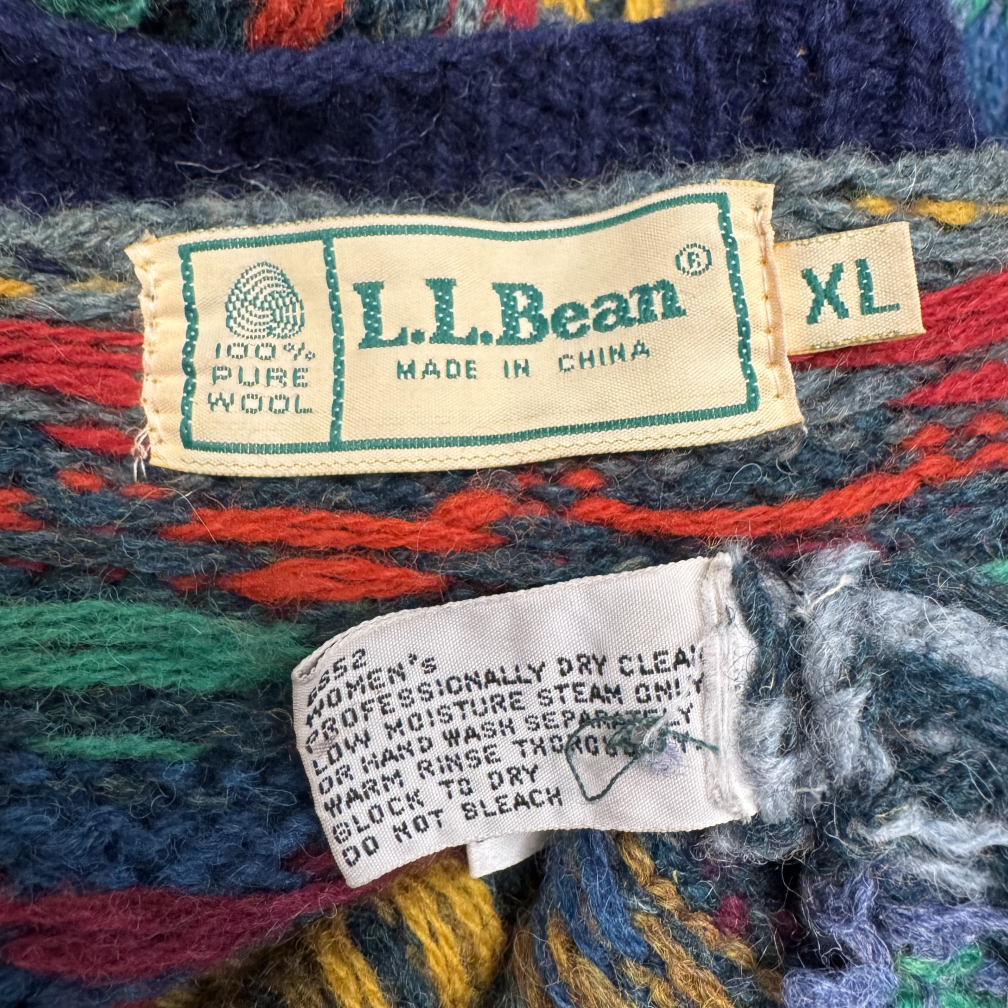 100%
PURE
WOOL
L.L.Bean®
MADE IN CHINA
XL
WOMEN'S
PROFESSIONALLY DRY CLEAN
LOW MOISTURE STEAM ONLY
OR HAND WASH SEPARATELY
WARM RINSE THOROUGHLY
BLOCK TO DRY
DO NOT BLEACH